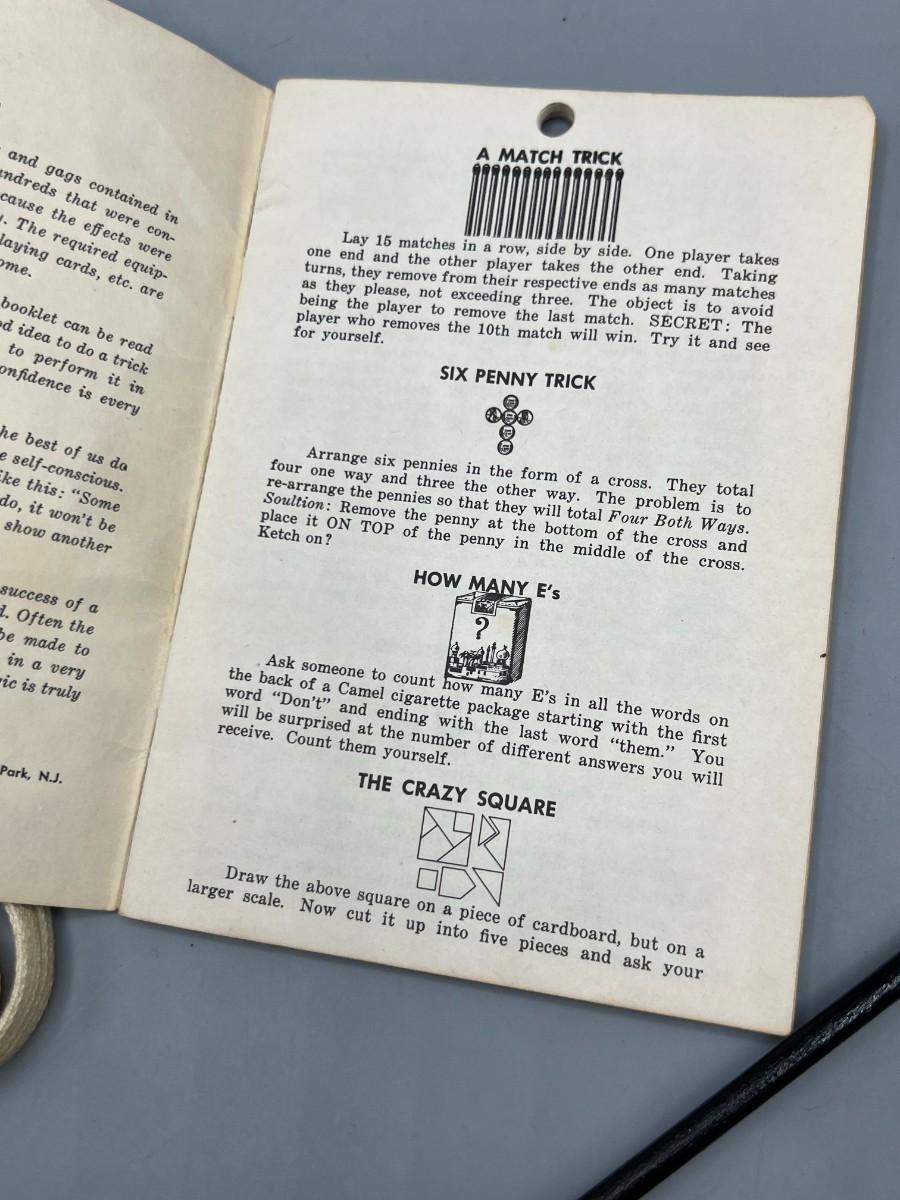 and gags contained in
hundreds that were con-
cause the effects were
. The required equip-
laying cards, etc. are
ome.
booklet can be read
d idea to do a trick
to perform it in
onfidence is every
he best of us do
e self-conscious.
ike this: "Some
do, it won't be
show another
success of a
d. Often the
be made to
in a very
ic is truly
Park, N.J.
A MATCH TRICK
Lay 15 matches in a row, side by side. One player takes
one end and the other player takes the other end. Taking
turns, they remove from their respective ends as many matches
as they please, not exceeding three. The object is to avoid
being the player to remove the last match. SECRET: The
player who removes the 10th match will win. Try it and see
for yourself.
SIX PENNY TRICK
Arrange six pennies in the form of a cross. They total
four one way and three the other way. The problem is to
re-arrange the pennies so that they will total Four Both Ways.
Soultion: Remove the penny at the bottom of the cross and
place it ON TOP of the penny in the middle of the cross.
Ketch on?
HOW MANY E's
?
Ask someone to count how many E's in all the words on
the back of a Camel cigarette package starting with the first
word "Don't" and ending with the last word "them." You
will be surprised at the number of different answers you will
receive. Count them yourself.
THE CRAZY SQUARE
Draw the above square on a piece of cardboard, but on a
larger scale. Now cut it up into five pieces and ask your